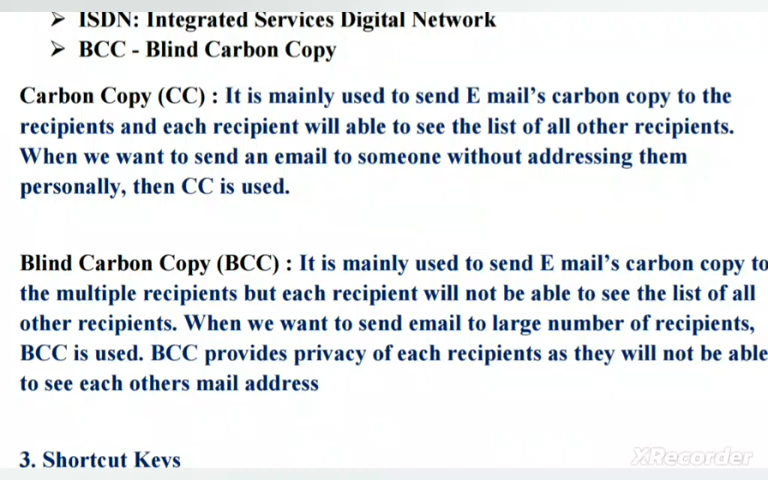 ➢ ISDN: Integrated Services Digital Network
➢ BCC - Blind Carbon Copy
Carbon Copy (CC) : It is mainly used to send E mail's carbon copy to the
recipients and each recipient will able to see the list of all other recipients.
When we want to send an email to someone without addressing them
personally, then CC is used.
Blind Carbon Copy (BCC) : It is mainly used to send E mail's carbon copy to
the multiple recipients but each recipient will not be able to see the list of all
other recipients. When we want to send email to large number of recipients,
BCC is used. BCC provides privacy of each recipients as they will not be able
to see each others mail address
3. Shortcut Keys
XRecorder